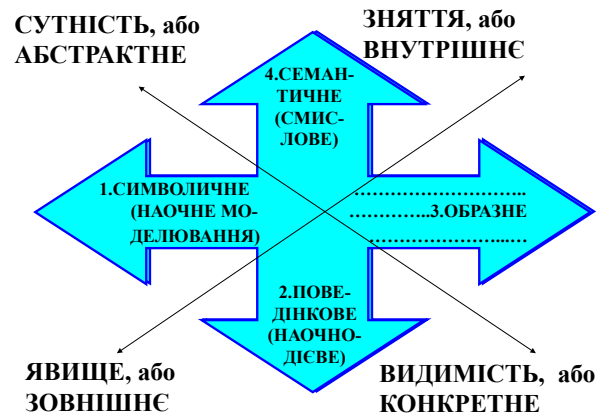 СУТНІСТЬ, або
АБСТРАКТНЕ
ЗНЯТТЯ, або
ВНУТРІШНЄ
4.СЕМАН-
ТИЧНЕ
(СМИС-
ЛОВЕ)
1.СИМВОЛИЧНЕ
(НАОЧНЕ МО-
ДЕЛЮВАННЯ)
………………………..
…………..3.ОБРАЗНЕ
…………………...…
2.ПОВЕ-
ДІНКОВЕ
(НАОЧНО-
ДІЄВЕ)
ЯВИЩЕ, або
ЗОВНІШНЄ
ВИДИМІСТЬ, або
КОНКРЕТНЕ